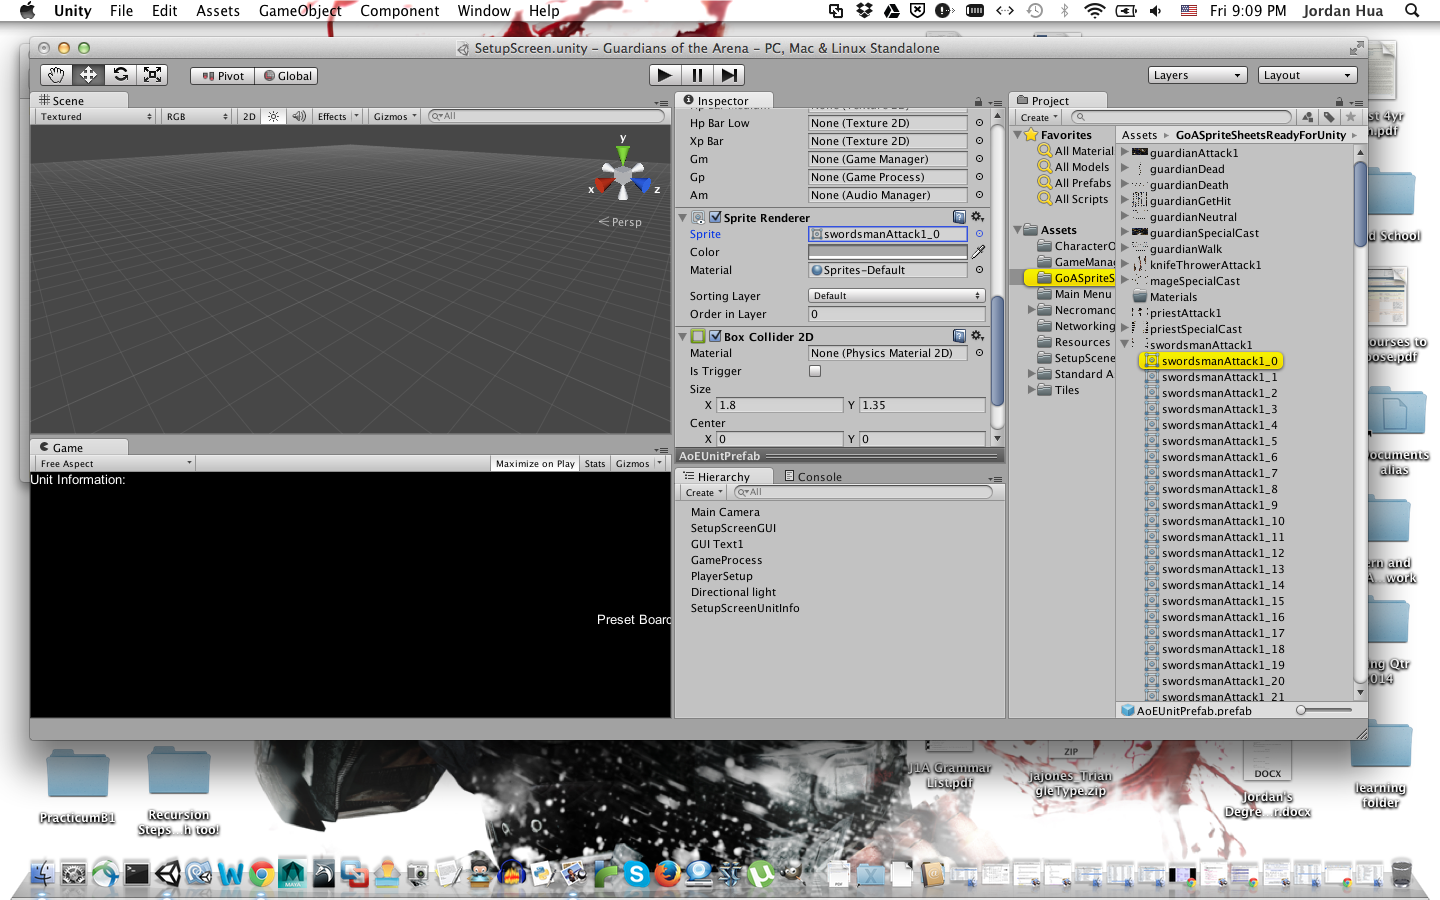 Unity File Edit Assets GameObject Component Window Help Fri 9:09 PM Jordan Hua
SetupScreen.unity – Guardians of the Arena – PC, Mac & Linux Standalone
Pivot Global Layers Layout
Scene
Textured RGB 2D Effects Gizmos All
y
x z
Persp
Game
Free Aspect Maximize on Play Stats Gizmos
Unit Information:
Preset Board
Inspector
Hp Bar Low None (Texture 2D)
Xp Bar None (Texture 2D)
Gm None (Game Manager)
Gp None (Game Process)
Am None (Audio Manager)
Sprite Renderer
Sprite swordsmanAttack1_0
Color
Material Sprites-Default
Sorting Layer Default
Order in Layer 0
Box Collider 2D
Material None (Physics Material 2D)
Is Trigger
Size
X 1.8 Y 1.35
Center
X 0 Y 0
AoEUnitPrefab
Hierarchy Console
Create All
Main Camera
SetupScreenGUI
GUI Text1
GameProcess
PlayerSetup
Directional light
SetupScreenUnitInfo
Project
Create
Favorites
All Material
All Models
All Prefabs
All Scripts
Assets
CharacterO
GameManag
GoASpriteS
Main Menu
Necromanc
Networking
Resources
SetupScene
Standard A
Tiles
Assets GoASpriteSheetsReadyForUnity
guardianAttack1
guardianDead
guardianDeath
guardianGetHit
guardianNeutral
guardianSpecialCast
guardianWalk
knifeThrowerAttack1
mageSpecialCast
Materials
priestAttack1
priestSpecialCast
swordsmanAttack1
swordsmanAttack1_0
swordsmanAttack1_1
swordsmanAttack1_2
swordsmanAttack1_3
swordsmanAttack1_4
swordsmanAttack1_5
swordsmanAttack1_6
swordsmanAttack1_7
swordsmanAttack1_8
swordsmanAttack1_9
swordsmanAttack1_10
swordsmanAttack1_11
swordsmanAttack1_12
swordsmanAttack1_13
swordsmanAttack1_14
swordsmanAttack1_15
swordsmanAttack1_16
swordsmanAttack1_17
swordsmanAttack1_18
swordsmanAttack1_19
swordsmanAttack1_20
swordsmanAttack1_21
AoEUnitPrefab.prefab
st 4yr
n.pdf
d School
ourses to
pose.pdf
ocuments
alias
ern and
A...work
ng Qtr
2014
learning
folder
PracticumB1
Recursion
Steps...h too!
J1A Grammar
List.pdf
ZIP
jajones_Trian
gleType.zip
DOCX
Jordan's
Degre...r.docx
MAYA